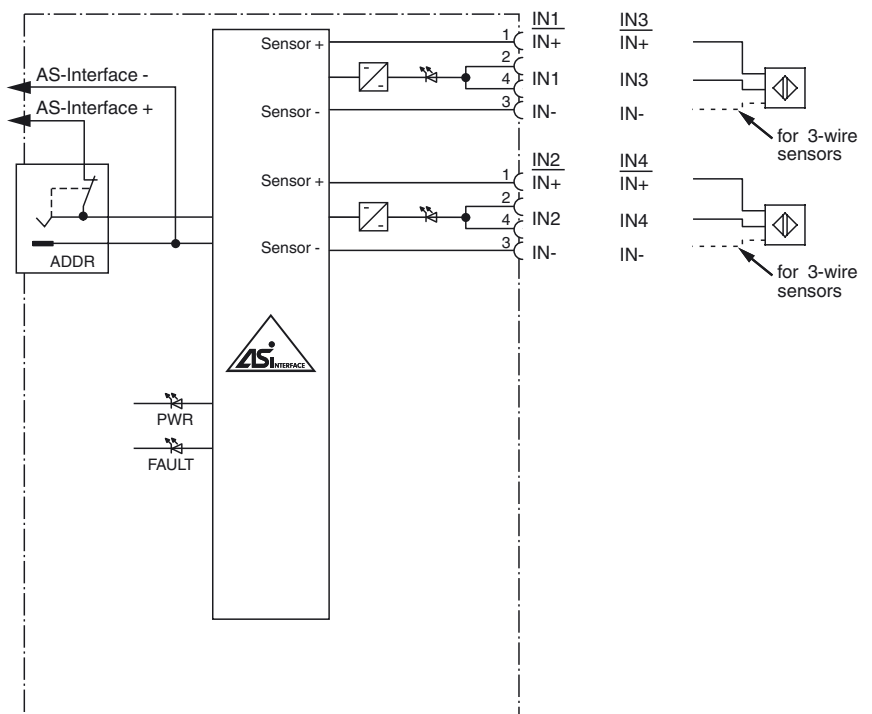 AS-Interface -
AS-Interface +
ADDR
Sensor +
Sensor -
Sensor +
Sensor -
ASi INTERFACE
PWR
FAULT
IN1
1 IN+
2
4 IN1
3 IN-
IN2
1 IN+
2
4 IN2
3 IN-
IN3
IN+
IN3
IN-
for 3-wire
sensors
IN4
IN+
IN4
IN-
for 3-wire
sensors